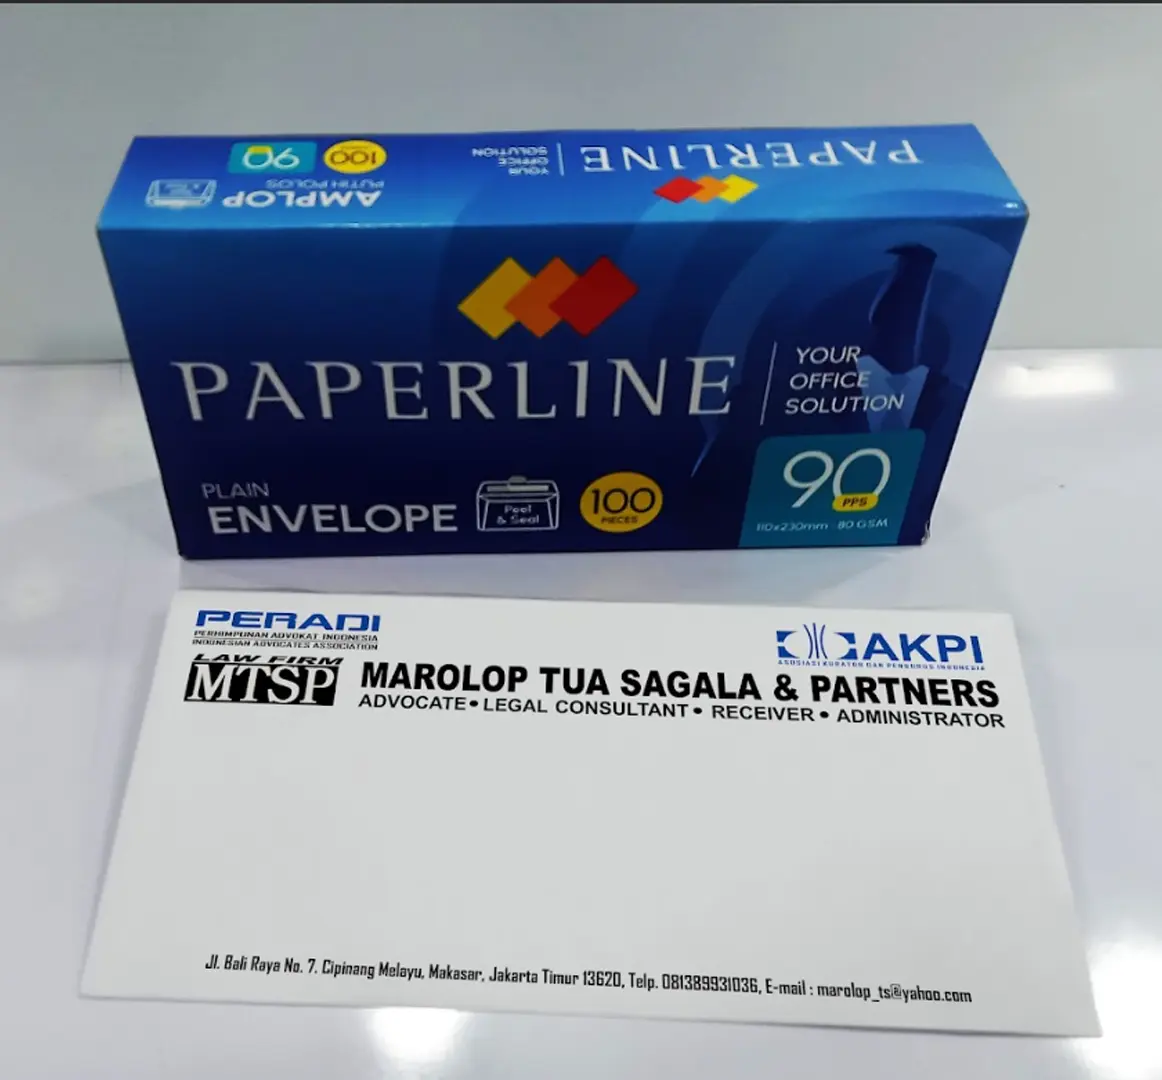 AMPLOP
PUTIH POLOS
90
100
YOUR
OFFICE
SOLUTION
PAPERLINE
PAPERLINE
YOUR
OFFICE
SOLUTION
PLAIN
ENVELOPE
Peel
& Seal
100
PIECES
90
PPS
110x230mm 80 GSM
PERADI
PERHIMPUNAN ADVOKAT INDONESIA
INDONESIAN ADVOCATES ASSOCIATION
AKPI
ASOSIASI KURATOR DAN PENGURUS INDONESIA
LAW FIRM
MTSP
MAROLOP TUA SAGALA & PARTNERS
ADVOCATE • LEGAL CONSULTANT • RECEIVER • ADMINISTRATOR
Jl. Bali Raya No. 7. Cipinang Melayu, Makasar, Jakarta Timur 13620, Telp. 081389931036, E-mail : marolop_ts@yahoo.com